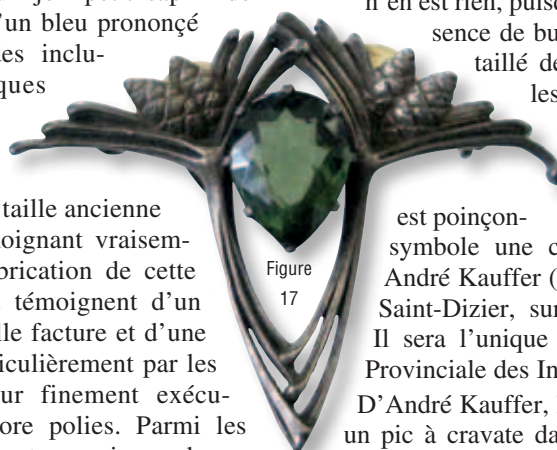 'un bleu prononcé
es inclu-
ques
taille ancienne
oignant vraisem-
brication de cette
témoignent d'un
lle facture et d'une
iculièrement par les
ur finement exécu-
ore polies. Parmi les
Figure
17
n'en est rien, puisq
sence de bu
taillé de
les
est poinçon-
symbole une c
André Kauffer (
Saint-Dizier, sur
Il sera l'unique
Provinciale des In
D'André Kauffer,
un pic à cravate da